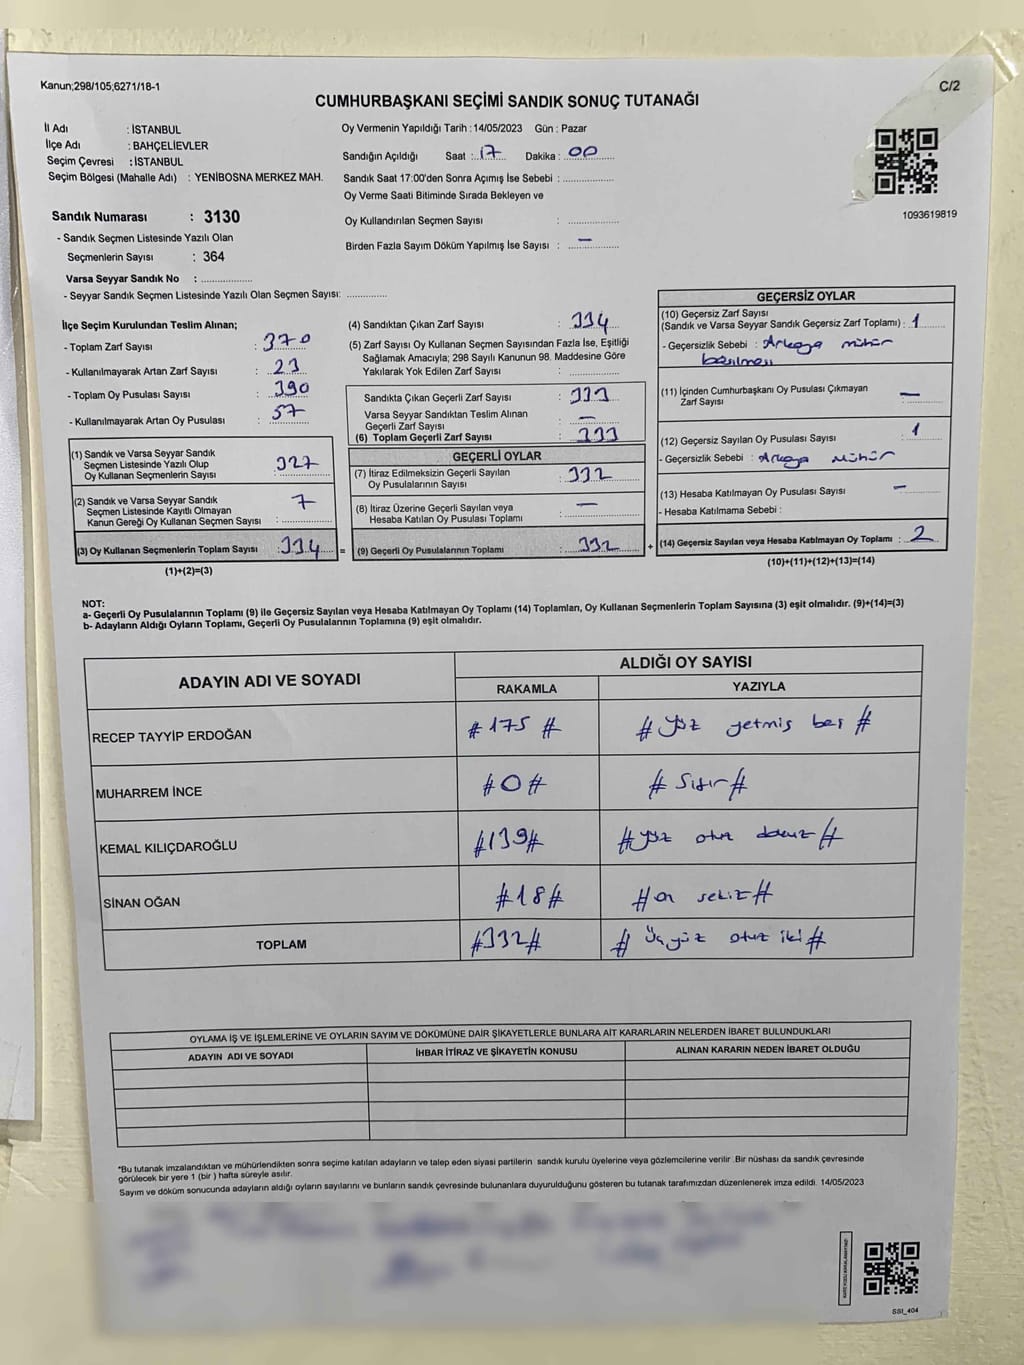 Kanun;298/105;6271/18-1
C/2
CUMHURBAŞKANI SEÇİMİ SANDIK SONUÇ TUTANAĞI
İl Adı : İSTANBUL
İlçe Adı : BAHÇELİEVLER
Seçim Çevresi : İSTANBUL
Seçim Bölgesi (Mahalle Adı) : YENİBOSNA MERKEZ MAH.
Sandık Numarası : 3130
- Sandık Seçmen Listesinde Yazılı Olan
Seçmenlerin Sayısı : 364
Varsa Seyyar Sandık No : ..................
- Seyyar Sandık Seçmen Listesinde Yazılı Olan Seçmen Sayısı: ..............
Oy Vermenin Yapıldığı Tarih :14/05/2023 Gün : Pazar
Sandığın Açıldığı Saat :..17.... Dakika : 00
Sandık Saat 17:00'den Sonra Açımış İse Sebebi : ..................
Oy Verme Saati Bitiminde Sırada Bekleyen ve
Oy Kullandırılan Seçmen Sayısı : ..................
Birden Fazla Sayım Döküm Yapılmış İse Sayısı : —
1093619819
İlçe Seçim Kurulundan Teslim Alınan;
- Toplam Zarf Sayısı : 370
- Kullanılmayarak Artan Zarf Sayısı : 23
- Toplam Oy Pusulası Sayısı : 390
- Kullanılmayarak Artan Oy Pusulası : 57
(1) Sandık ve Varsa Seyyar Sandık
Seçmen Listesinde Yazılı Olup
Oy Kullanan Seçmenlerin Sayısı : 327
(2) Sandık ve Varsa Seyyar Sandık
Seçmen Listesinde Kayıtlı Olmayan
Kanun Gereği Oy Kullanan Seçmen Sayısı : 7
(3) Oy Kullanan Seçmenlerin Toplam Sayısı : 334
(1)+(2)=(3)
(4) Sandıktan Çıkan Zarf Sayısı : 334
(5) Zarf Sayısı Oy Kullanan Seçmen Sayısından Fazla İse, Eşitliği
Sağlamak Amacıyla; 298 Sayılı Kanunun 98. Maddesine Göre
Yakılarak Yok Edilen Zarf Sayısı : ..................
Sandıkta Çıkan Geçerli Zarf Sayısı : 333
Varsa Seyyar Sandıktan Teslim Alınan
Geçerli Zarf Sayısı : —
(6) Toplam Geçerli Zarf Sayısı : 333
GEÇERLİ OYLAR
(7) İtiraz Edilmeksizin Geçerli Sayılan
Oy Pusulalarının Sayısı : 332
(8) İtiraz Üzerine Geçerli Sayılan veya
Hesaba Katılan Oy Pusulası Toplamı : —
= (9) Geçerli Oy Pusulalarının Toplamı : 332
GEÇERSİZ OYLAR
(10) Geçersiz Zarf Sayısı
(Sandık ve Varsa Seyyar Sandık Geçersiz Zarf Toplamı) : 1
- Geçersizlik Sebebi : Arkaya mühür
basılması
(11) İçinden Cumhurbaşkanı Oy Pusulası Çıkmayan
Zarf Sayısı —
(12) Geçersiz Sayılan Oy Pusulası Sayısı : 1
- Geçersizlik Sebebi : Arkaya mühür
(13) Hesaba Katılmayan Oy Pusulası Sayısı : —
- Hesaba Katılmama Sebebi :
+ (14) Geçersiz Sayılan veya Hesaba Katılmayan Oy Toplamı : 2
(10)+(11)+(12)+(13)=(14)
NOT:
a- Geçerli Oy Pusulalarının Toplamı (9) ile Geçersiz Sayılan veya Hesaba Katılmayan Oy Toplamı (14) Toplamları, Oy Kullanan Seçmenlerin Toplam Sayısına (3) eşit olmalıdır. (9)+(14)=(3)
b- Adayların Aldığı Oyların Toplamı, Geçerli Oy Pusulalarının Toplamına (9) eşit olmalıdır.
ADAYIN ADI VE SOYADI
ALDIĞI OY SAYISI
RAKAMLA YAZIYLA
RECEP TAYYİP ERDOĞAN #175# #Yüz yetmiş beş#
MUHARREM İNCE #0# #Sıfır#
KEMAL KILIÇDAROĞLU #139# #yüz otuz dokuz#
SİNAN OĞAN #18# #on sekiz#
TOPLAM #332# #Üçyüz otuz iki#
OYLAMA İŞ VE İŞLEMLERİNE VE OYLARIN SAYIM VE DÖKÜMÜNE DAİR ŞİKAYETLERLE BUNLARA AİT KARARLARIN NELERDEN İBARET BULUNDUKLARI
ADAYIN ADI VE SOYADI İHBAR İTİRAZ VE ŞİKAYETİN KONUSU ALINAN KARARIN NEDEN İBARET OLDUĞU
*Bu tutanak imzalandıktan ve mühürlendikten sonra seçime katılan adayların ve talep eden siyasi partilerin sandık kurulu üyelerine veya gözlemcilerine verilir .Bir nüshası da sandık çevresinde
görülecek bir yere 1 (bir ) hafta süreyle asılır.
Sayım ve döküm sonucunda adayların aldığı oyların sayılarını ve bunların sandık çevresinde bulunanlara duyurulduğunu gösteren bu tutanak tarafımızdan düzenlenerek imza edildi. 14/05/2023
SSI_404